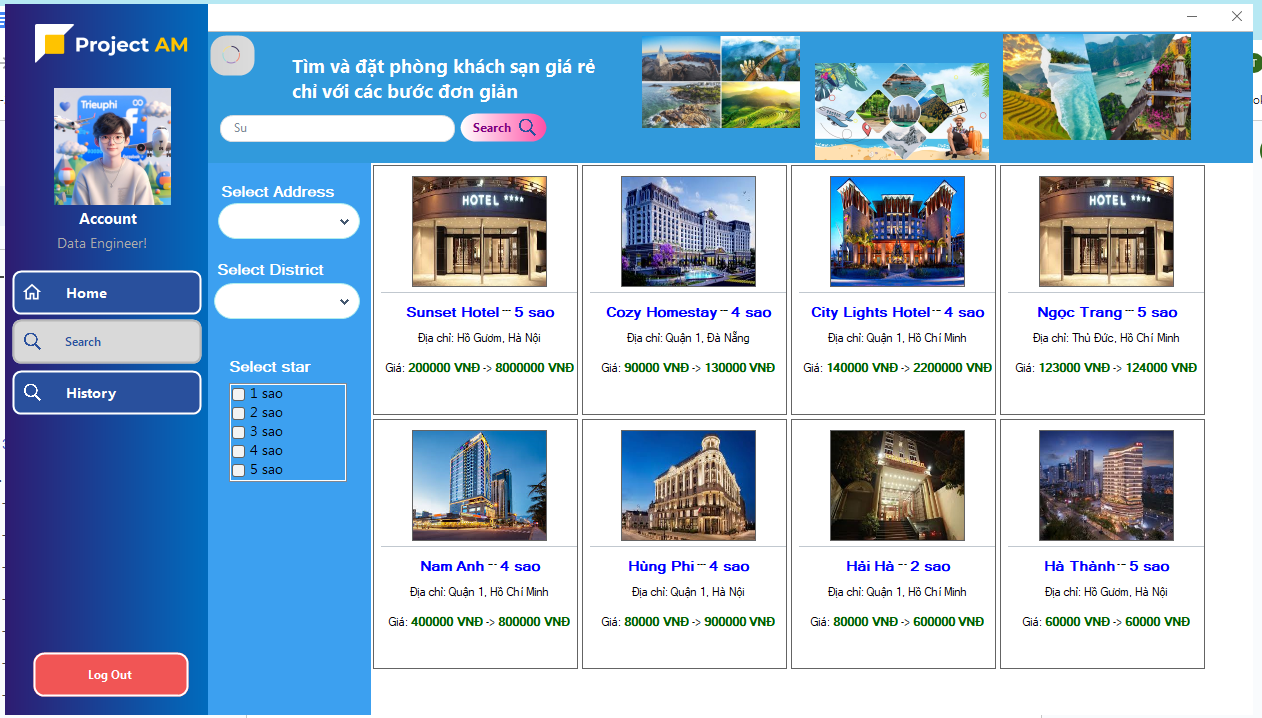 Project AM
Trieuphi
Account
Data Engineer!
Home
Search
History
Log Out
Tìm và đặt phòng khách sạn giá rẻ
chỉ với các bước đơn giản
Su
Search
Select Address
Select District
Select star
1 sao
2 sao
3 sao
4 sao
5 sao
HOTEL ****
Sunset Hotel -- 5 sao
Địa chỉ: Hồ Gươm, Hà Nội
Giá: 200000 VNĐ -> 8000000 VNĐ
Cozy Homestay -- 4 sao
Địa chỉ: Quận 1, Đà Nẵng
Giá: 90000 VNĐ -> 130000 VNĐ
City Lights Hotel -- 4 sao
Địa chỉ: Quận 1, Hồ Chí Minh
Giá: 140000 VNĐ -> 2200000 VNĐ
HOTEL ****
Ngọc Trang -- 5 sao
Địa chỉ: Thủ Đức, Hồ Chí Minh
Giá: 123000 VNĐ -> 124000 VNĐ
Nam Anh -- 4 sao
Địa chỉ: Quận 1, Hồ Chí Minh
Giá: 400000 VNĐ -> 800000 VNĐ
Hùng Phi -- 4 sao
Địa chỉ: Quận 1, Hà Nội
Giá: 80000 VNĐ -> 900000 VNĐ
Hải Hà -- 2 sao
Địa chỉ: Quận 1, Hồ Chí Minh
Giá: 80000 VNĐ -> 600000 VNĐ
Hà Thành -- 5 sao
Địa chỉ: Hồ Gươm, Hà Nội
Giá: 60000 VNĐ -> 60000 VNĐ